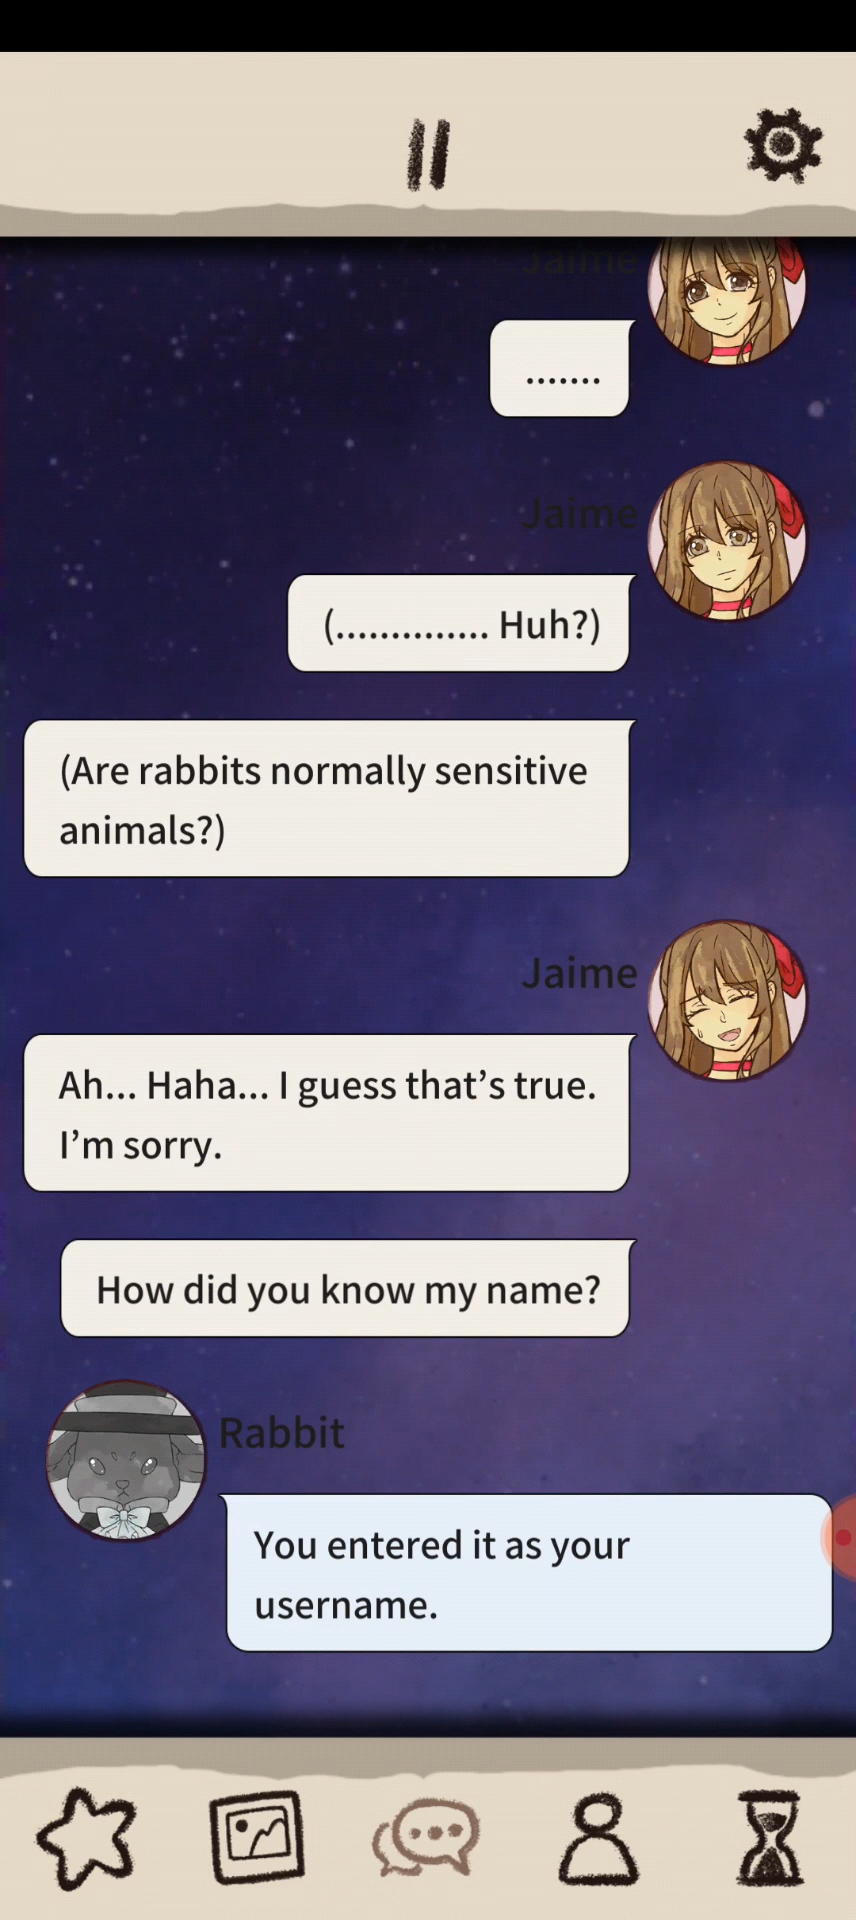 Jaime
.......
Jaime
(.............. Huh?)
(Are rabbits normally sensitive
animals?)
Jaime
Ah... Haha... I guess that’s true.
I’m sorry.
How did you know my name?
Rabbit
You entered it as your
username.